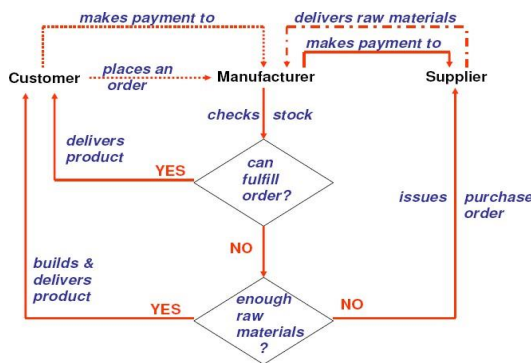 makes payment to
delivers raw materials
makes payment to
Customer
places an
order
Manufacturer
Supplier
checks stock
delivers
product
YES
can
fulfill
order?
issues purchase
order
NO
builds &
delivers
product
YES
enough
raw
materials
?
NO